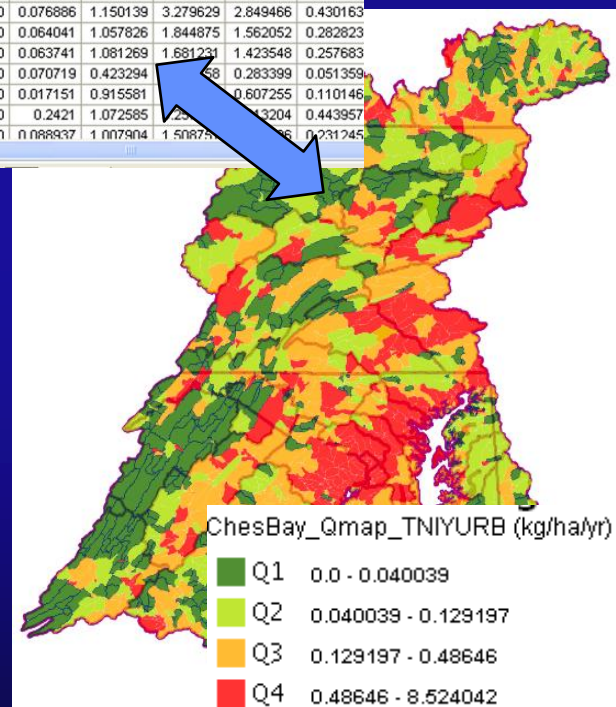 0.076886 1.150139 3.279629 2.849466 0.430163
0.064041 1.057826 1.844875 1.562052 0.282823
0.063741 1.081269 1.681231 1.423548 0.257683
0.070719 0.423294 0.283399 0.051359
0.017151 0.915581 0.607255 0.110146
0.2421 1.072585 0.443957
0.088937 1.007904 0.231245
ChesBay_Qmap_TNIYURB (kg/ha/yr)
Q1 0.0 - 0.040039
Q2 0.040039 - 0.129197
Q3 0.129197 - 0.48646
Q4 0.48646 - 8.524042